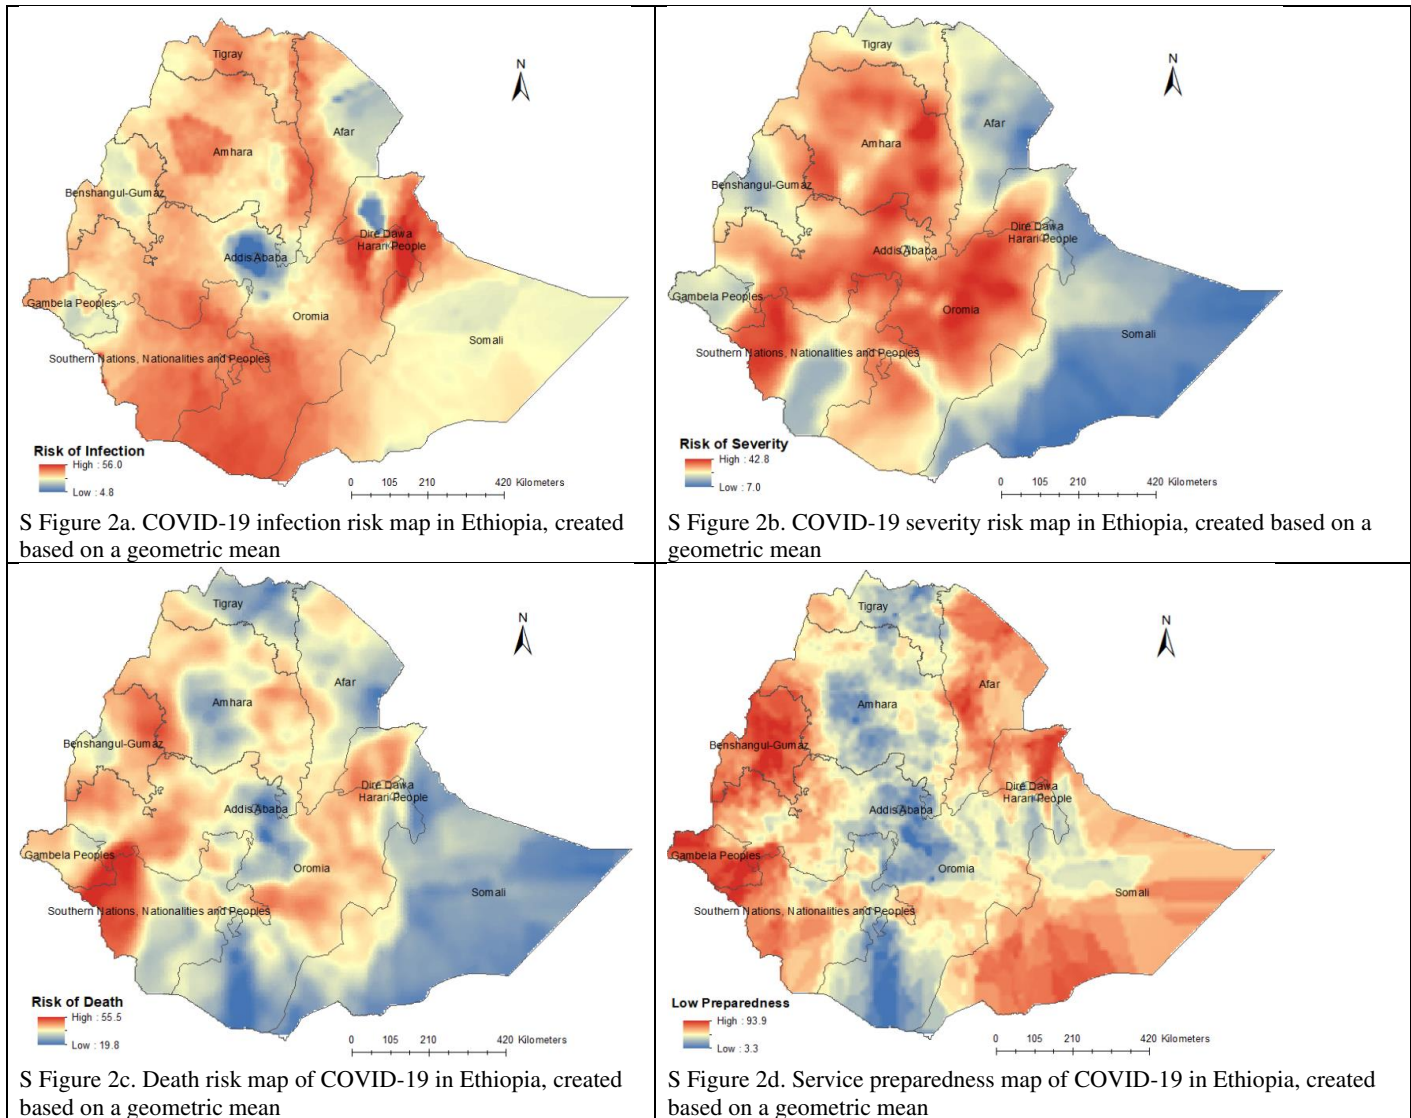 N
Tigray
Afar
Amhara
Benshangul-Gumaz
Dire Dawa
Harari People
Addis Ababa
Gambela Peoples
Oromia
Somali
Southern Nations, Nationalities and Peoples
Risk of Infection
High : 56.0
Low : 4.8
0 105 210 420 Kilometers
S Figure 2a. COVID-19 infection risk map in Ethiopia, created
based on a geometric mean
N
Tigray
Afar
Amhara
Benshangul-Gumaz
Dire Dawa
Harari People
Addis Ababa
Gambela Peoples
Oromia
Somali
Southern Nations, Nationalities and Peoples
Risk of Severity
High : 42.8
Low : 7.0
0 105 210 420 Kilometers
S Figure 2b. COVID-19 severity risk map in Ethiopia, created based on a
geometric mean
N
Tigray
Afar
Amhara
Benshangul-Gumaz
Dire Dawa
Harari People
Addis Ababa
Gambela Peoples
Oromia
Somali
Southern Nations, Nationalities and Peoples
Risk of Death
High : 55.5
Low : 19.8
0 105 210 420 Kilometers
S Figure 2c. Death risk map of COVID-19 in Ethiopia, created
based on a geometric mean
N
Tigray
Afar
Amhara
Benshangul-Gumaz
Dire Dawa
Harari People
Addis Ababa
Gambela Peoples
Oromia
Somali
Southern Nations, Nationalities and Peoples
Low Preparedness
High : 93.9
Low : 3.3
0 105 210 420 Kilometers
S Figure 2d. Service preparedness map of COVID-19 in Ethiopia, created
based on a geometric mean